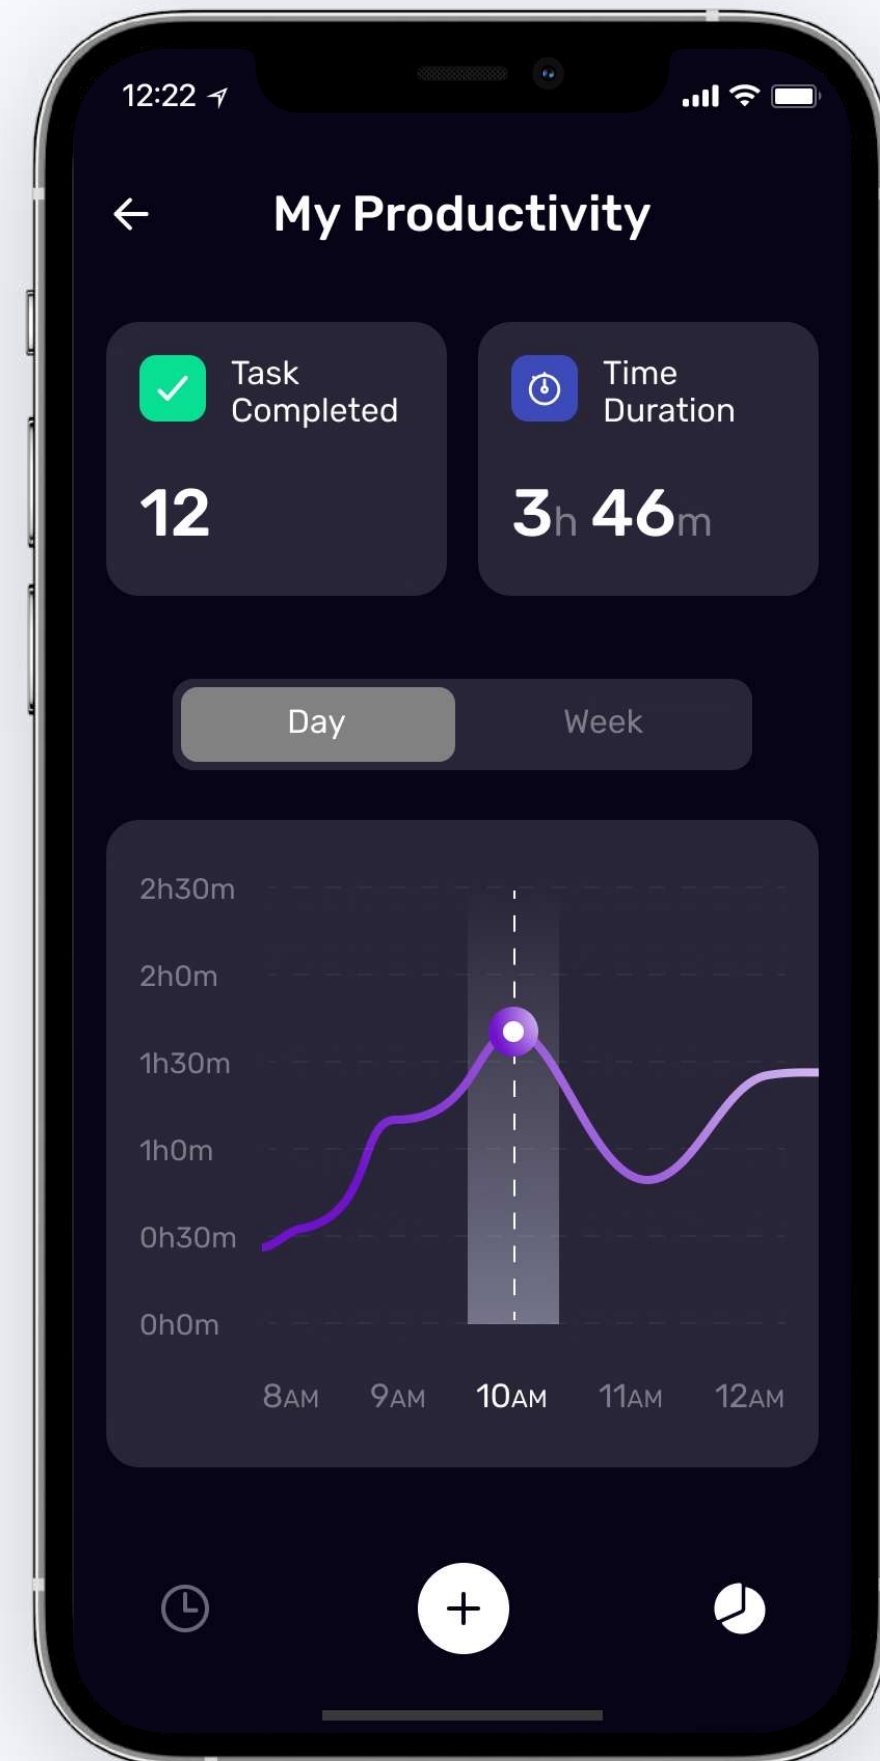 12:22
My Productivity
Task
Completed
12
Time
Duration
3h 46m
Day Week
2h30m
2h0m
1h30m
1h0m
0h30m
0h0m
8AM 9AM 10AM 11AM 12AM